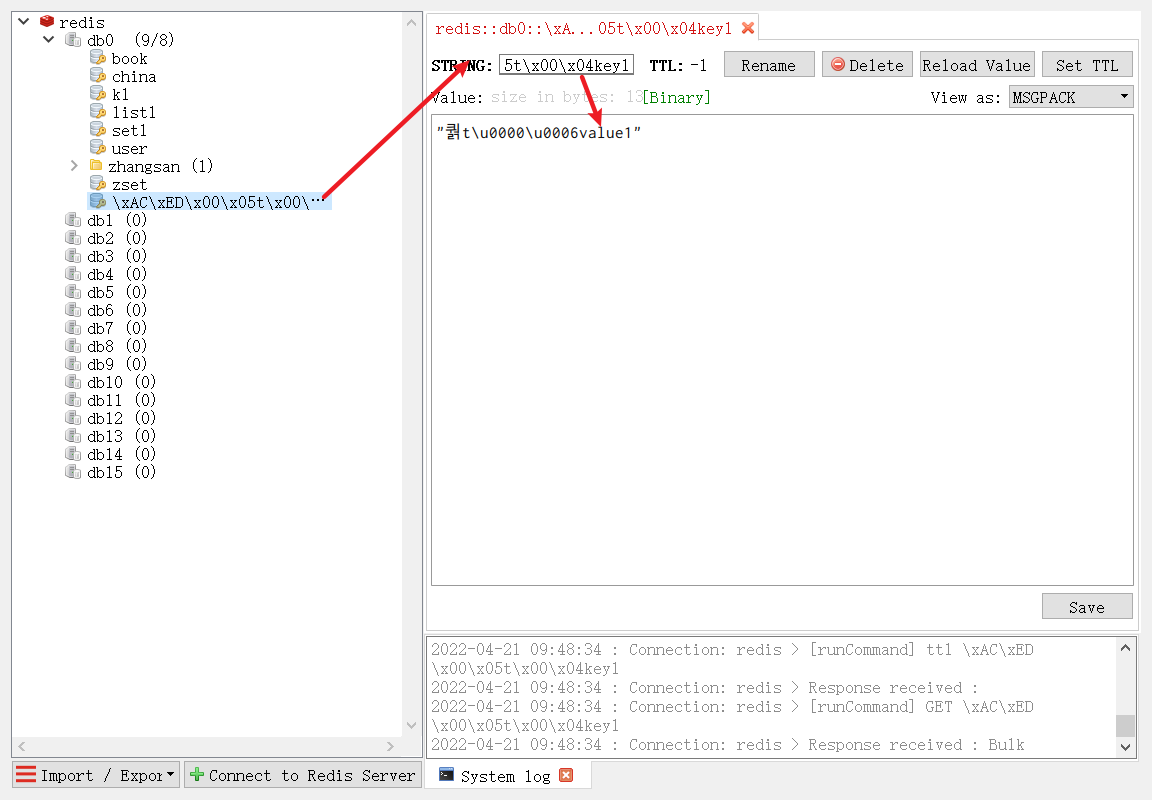 redis
db0 (9/8)
book
china
k1
list1
set1
user
zhangsan (1)
zset
\xAC\xED\x00\x05t\x00\···
db1 (0)
db2 (0)
db3 (0)
db4 (0)
db5 (0)
db6 (0)
db7 (0)
db8 (0)
db9 (0)
db10 (0)
db11 (0)
db12 (0)
db13 (0)
db14 (0)
db15 (0)
Import / Expor
Connect to Redis Server
redis::db0::\xA...05t\x00\x04key1
STRING: 5t\x00\x04key1 TTL: -1 Rename Delete Reload Value Set TTL
Value: size in bytes: 13[Binary] View as: MSGPACK
t\u0000\u0006value1"
Save
2022-04-21 09:48:34 : Connection: redis > [runCommand] ttl \xAC\xED
\x00\x05t\x00\x04key1
2022-04-21 09:48:34 : Connection: redis > Response received :
2022-04-21 09:48:34 : Connection: redis > [runCommand] GET \xAC\xED
\x00\x05t\x00\x04key1
2022-04-21 09:48:34 : Connection: redis > Response received : Bulk
System log